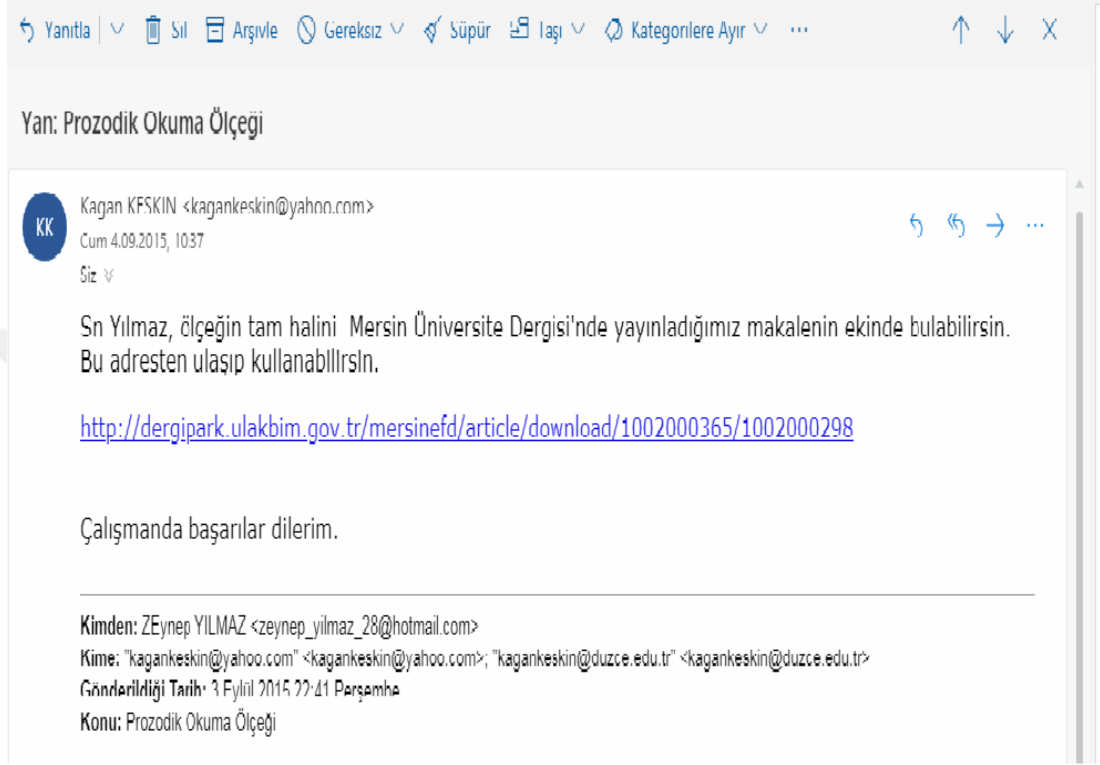 Yanıtla Sil Arşivle Gereksiz Süpür Taşı Kategorilere Ayır ...
Yan: Prozodik Okuma Ölçeği
KK
Kagan KESKIN <kagankeskin@yahoo.com>
Cum 4.09.2015, 10:37
Siz
Sn Yılmaz, ölçeğin tam halini Mersin Üniversite Dergisi'nde yayınladığımız makalenin ekinde bulabilirsin.
Bu adresten ulaşıp kullanabilirsin.
http://dergipark.ulakbim.gov.tr/mersinefd/article/download/1002000365/1002000298
Çalışmanda başarılar dilerim.
Kimden: ZEynep YILMAZ <zeynep_yilmaz_28@hotmail.com>
Kime: "kagankeskin@yahoo.com" <kagankeskin@yahoo.com>; "kagankeskin@duzce.edu.tr" <kagankeskin@duzce.edu.tr>
Gönderildiği Tarih: 3 Eylül 2015 22:41 Perşembe
Konu: Prozodik Okuma Ölçeği